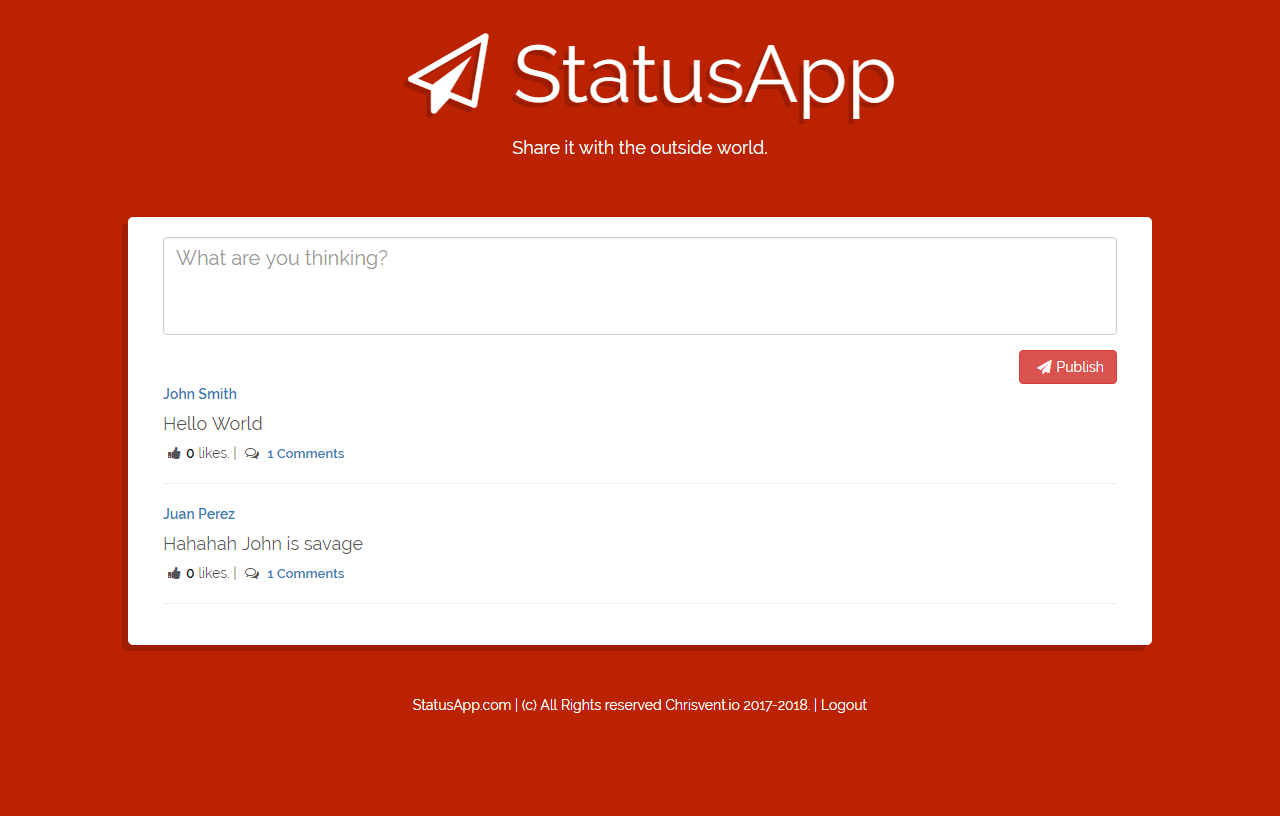 StatusApp
Share it with the outside world.
What are you thinking?
Publish
John Smith
Hello World
0 likes. | 1 Comments
Juan Perez
Hahahah John is savage
0 likes. | 1 Comments
StatusApp.com | (c) All Rights reserved Chrisvent.io 2017-2018. | Logout